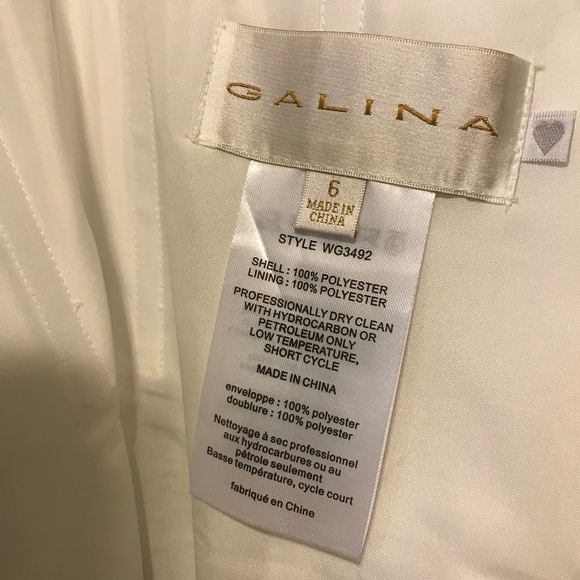 GALINA
6
MADE IN
CHINA
STYLE WG3492
SHELL : 100% POLYESTER
LINING : 100% POLYESTER
PROFESSIONALLY DRY CLEAN
WITH HYDROCARBON OR
PETROLEUM ONLY
LOW TEMPERATURE,
SHORT CYCLE
MADE IN CHINA
enveloppe : 100% polyester
doublure : 100% polyester
Nettoyage à sec professionnel
aux hydrocarbures ou au
pétrole seulement
Basse température, cycle court
fabriqué en Chine